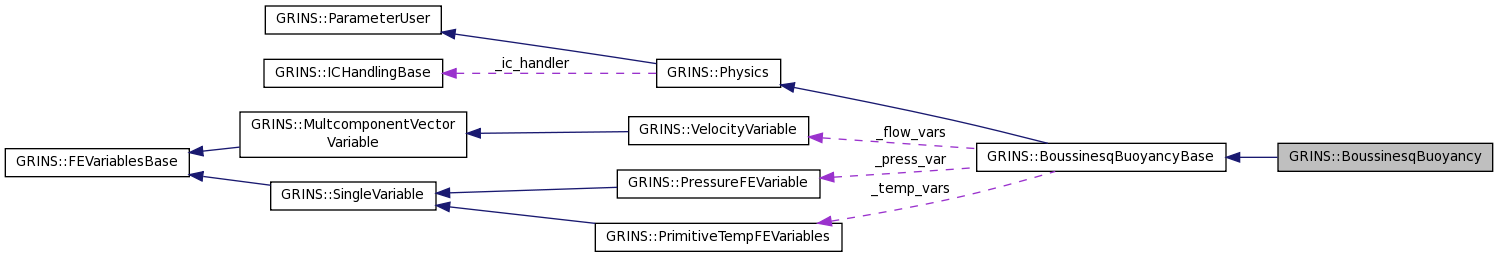 GRINS::ParameterUser
GRINS::ICHandlingBase
_ic_handler
GRINS::Physics
GRINS::MultcomponentVector
Variable
GRINS::VelocityVariable
_flow_vars
GRINS::FEVariablesBase
_press_var
GRINS::BoussinesqBuoyancyBase
GRINS::BoussinesqBuoyancy
GRINS::SingleVariable
GRINS::PressureFEVariable
_temp_vars
GRINS::PrimitiveTempFEVariables